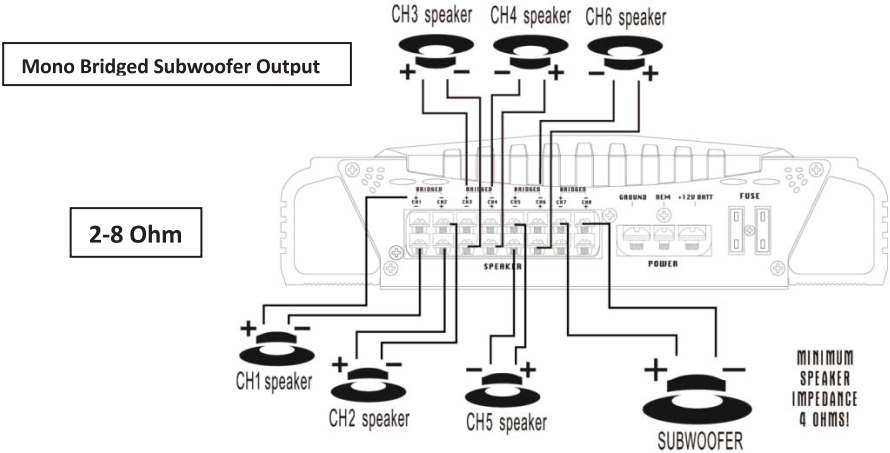 CH3 speaker CH4 speaker CH6 speaker
Mono Bridged Subwoofer Output
+ − − + − +
BRIDGED BRIDGED BRIDGED BRIDGED
+ − + − + − + −
CH1 CH2 CH3 CH4 CH5 CH6 CH7 CH8
− + − + − + − +
GROUND REM +12V BATT FUSE
2-8 Ohm
SPEAKER POWER
+ − + − − + + −
CH1 speaker
CH2 speaker
CH5 speaker
SUBWOOFER
MINIMUM
SPEAKER
IMPEDANCE
4 OHMS!